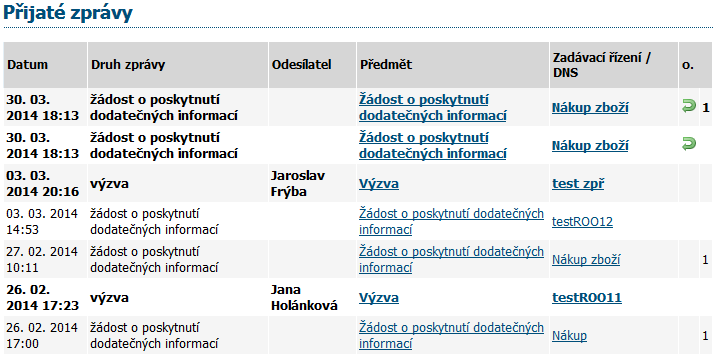 Přijaté zprávy
Datum Druh zprávy Odesílatel Předmět Zadávací řízení / DNS o.
30. 03. 2014 18:13 žádost o poskytnutí dodatečných informací Žádost o poskytnutí dodatečných informací Nákup zboží 1
30. 03. 2014 18:13 žádost o poskytnutí dodatečných informací Žádost o poskytnutí dodatečných informací Nákup zboží
03. 03. 2014 20:16 výzva Jaroslav Frýba Výzva test zpř
03. 03. 2014 14:53 žádost o poskytnutí dodatečných informací Žádost o poskytnutí dodatečných informací testROO12
27. 02. 2014 10:11 žádost o poskytnutí dodatečných informací Žádost o poskytnutí dodatečných informací Nákup zboží 1
26. 02. 2014 17:23 výzva Jana Holánková Výzva testROO11
26. 02. 2014 17:00 žádost o poskytnutí dodatečných informací Žádost o poskytnutí dodatečných informací Nákup 1